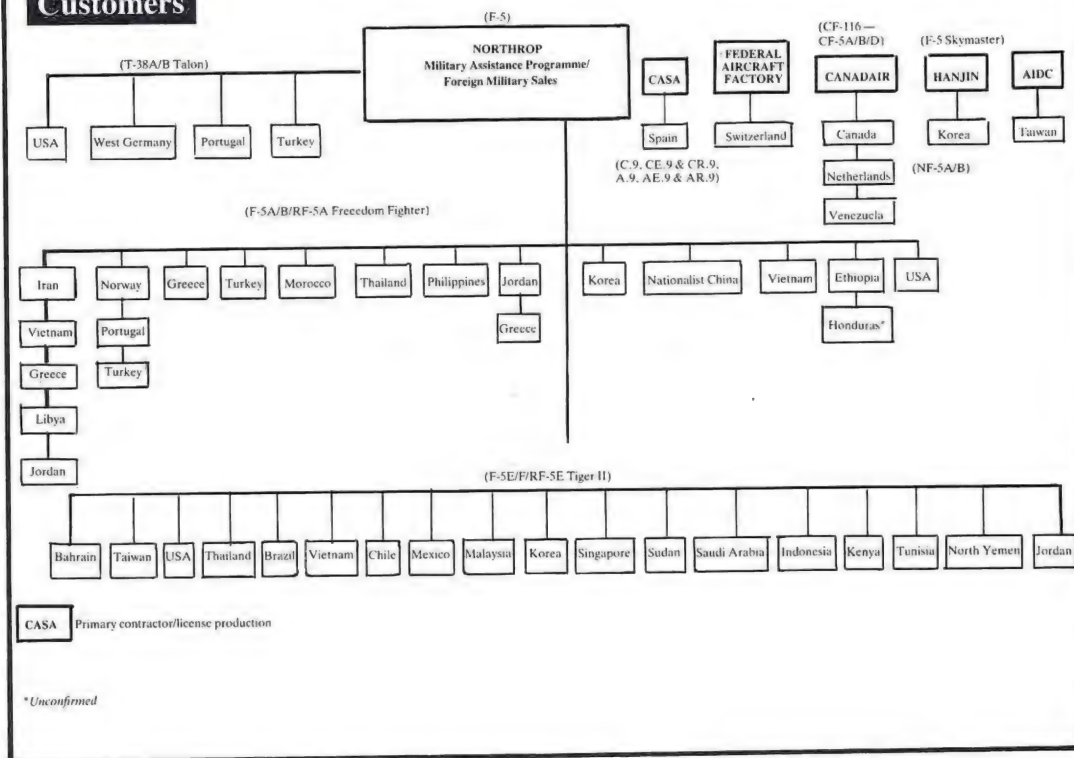 Customers
(F-5)
NORTHROP
Military Assistance Programme/
Foreign Military Sales
(T-38A/B Talon)
USA
West Germany
Portugal
Turkey
CASA
Spain
(C.9, CE.9 & CR.9,
A.9, AE.9 & AR.9)
FEDERAL
AIRCRAFT
FACTORY
Switzerland
(CF-116—
CF-5A/B/D)
CANADAIR
Canada
Netherlands
(NF-5A/B)
Venezuela
(F-5 Skymaster)
HANJIN
Korea
AIDC
Taiwan
(F-5A/B/RF-5A Freedom Fighter)
Iran
Vietnam
Greece
Libya
Jordan
Norway
Portugal
Turkey
Greece
Turkey
Morocco
Thailand
Philippines
Jordan
Greece
Korea
Nationalist China
Vietnam
Ethiopia
Honduras*
USA
(F-5E/F/RF-5E Tiger II)
Bahrain
Taiwan
USA
Thailand
Brazil
Vietnam
Chile
Mexico
Malaysia
Korea
Singapore
Sudan
Saudi Arabia
Indonesia
Kenya
Tunisia
North Yemen
Jordan
CASA Primary contractor/license production
*Unconfirmed